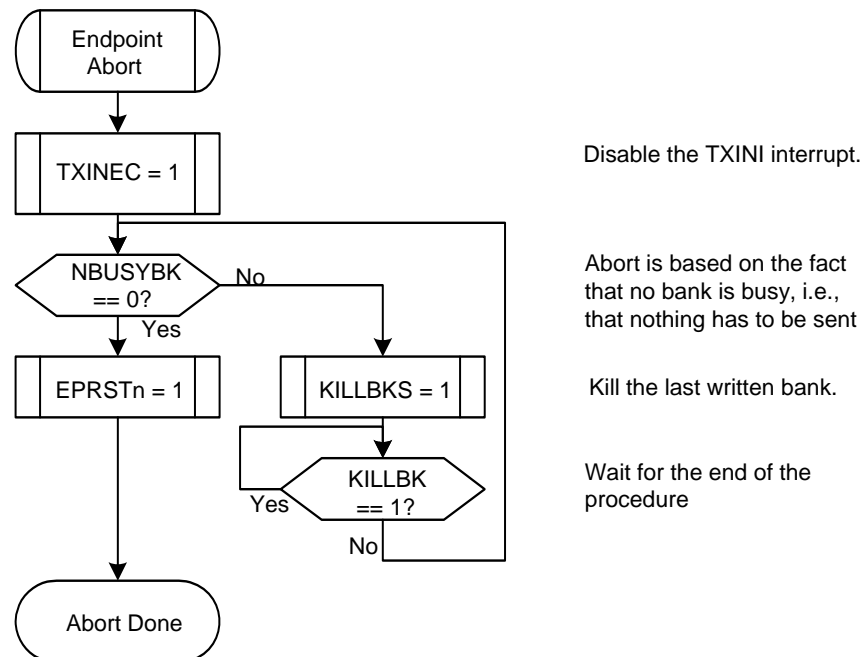 Endpoint
Abort
TXINEC = 1
Disable the TXINI interrupt.
NBUSYBK
== 0?
No
Yes
Abort is based on the fact
that no bank is busy, i.e.,
that nothing has to be sent
EPRSTn = 1
KILLBKS = 1
Kill the last written bank.
KILLBK
== 1?
Yes
No
Wait for the end of the
procedure
Abort Done